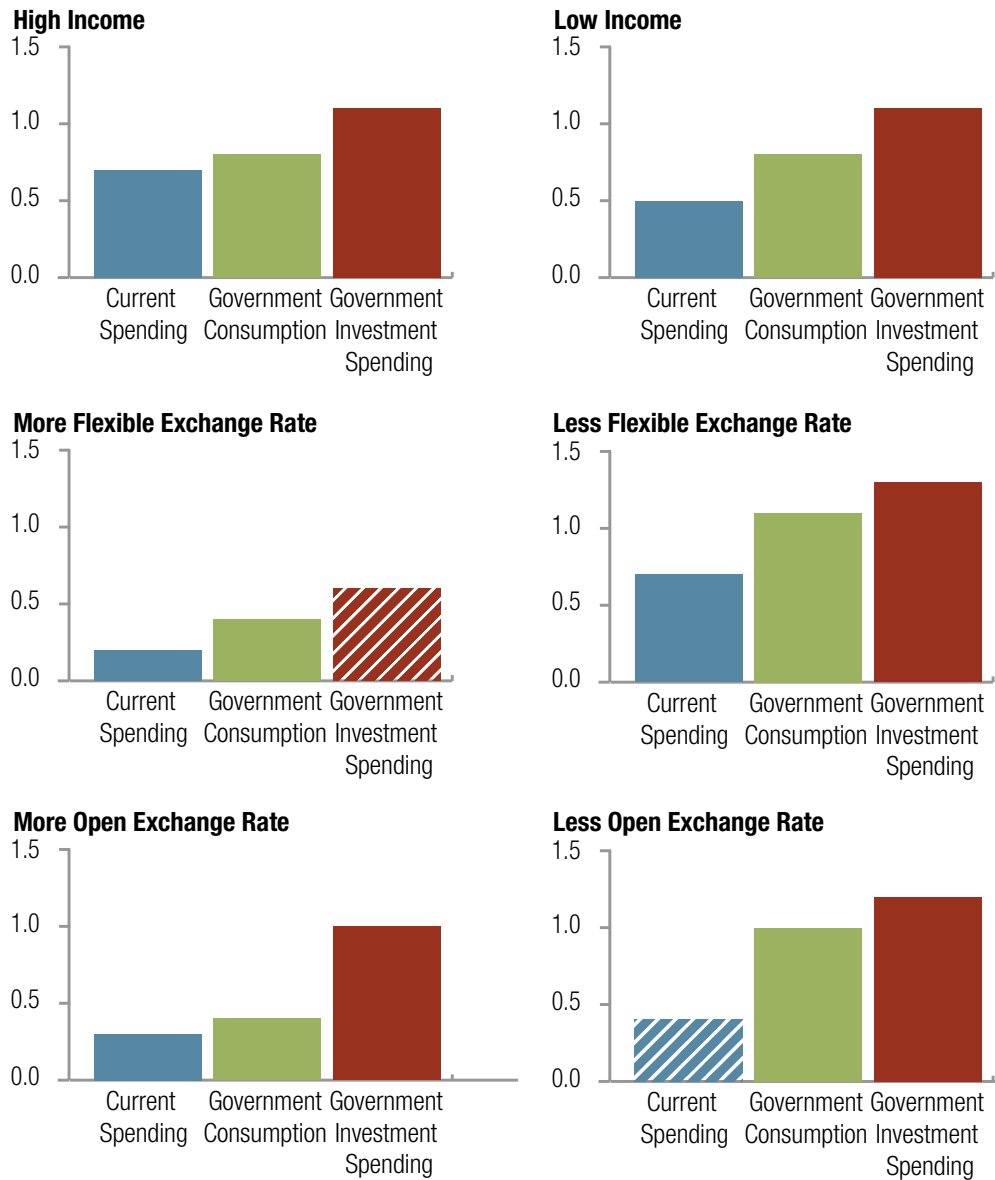 High Income
1.5
1.0
0.5
0.0
Current Government Government
Spending Consumption Investment
Spending
Low Income
1.5
1.0
0.5
0.0
Current Government Government
Spending Consumption Investment
Spending
More Flexible Exchange Rate
1.5
1.0
0.5
0.0
Current Government Government
Spending Consumption Investment
Spending
Less Flexible Exchange Rate
1.5
1.0
0.5
0.0
Current Government Government
Spending Consumption Investment
Spending
More Open Exchange Rate
1.5
1.0
0.5
0.0
Current Government Government
Spending Consumption Investment
Spending
Less Open Exchange Rate
1.5
1.0
0.5
0.0
Current Government Government
Spending Consumption Investment
Spending